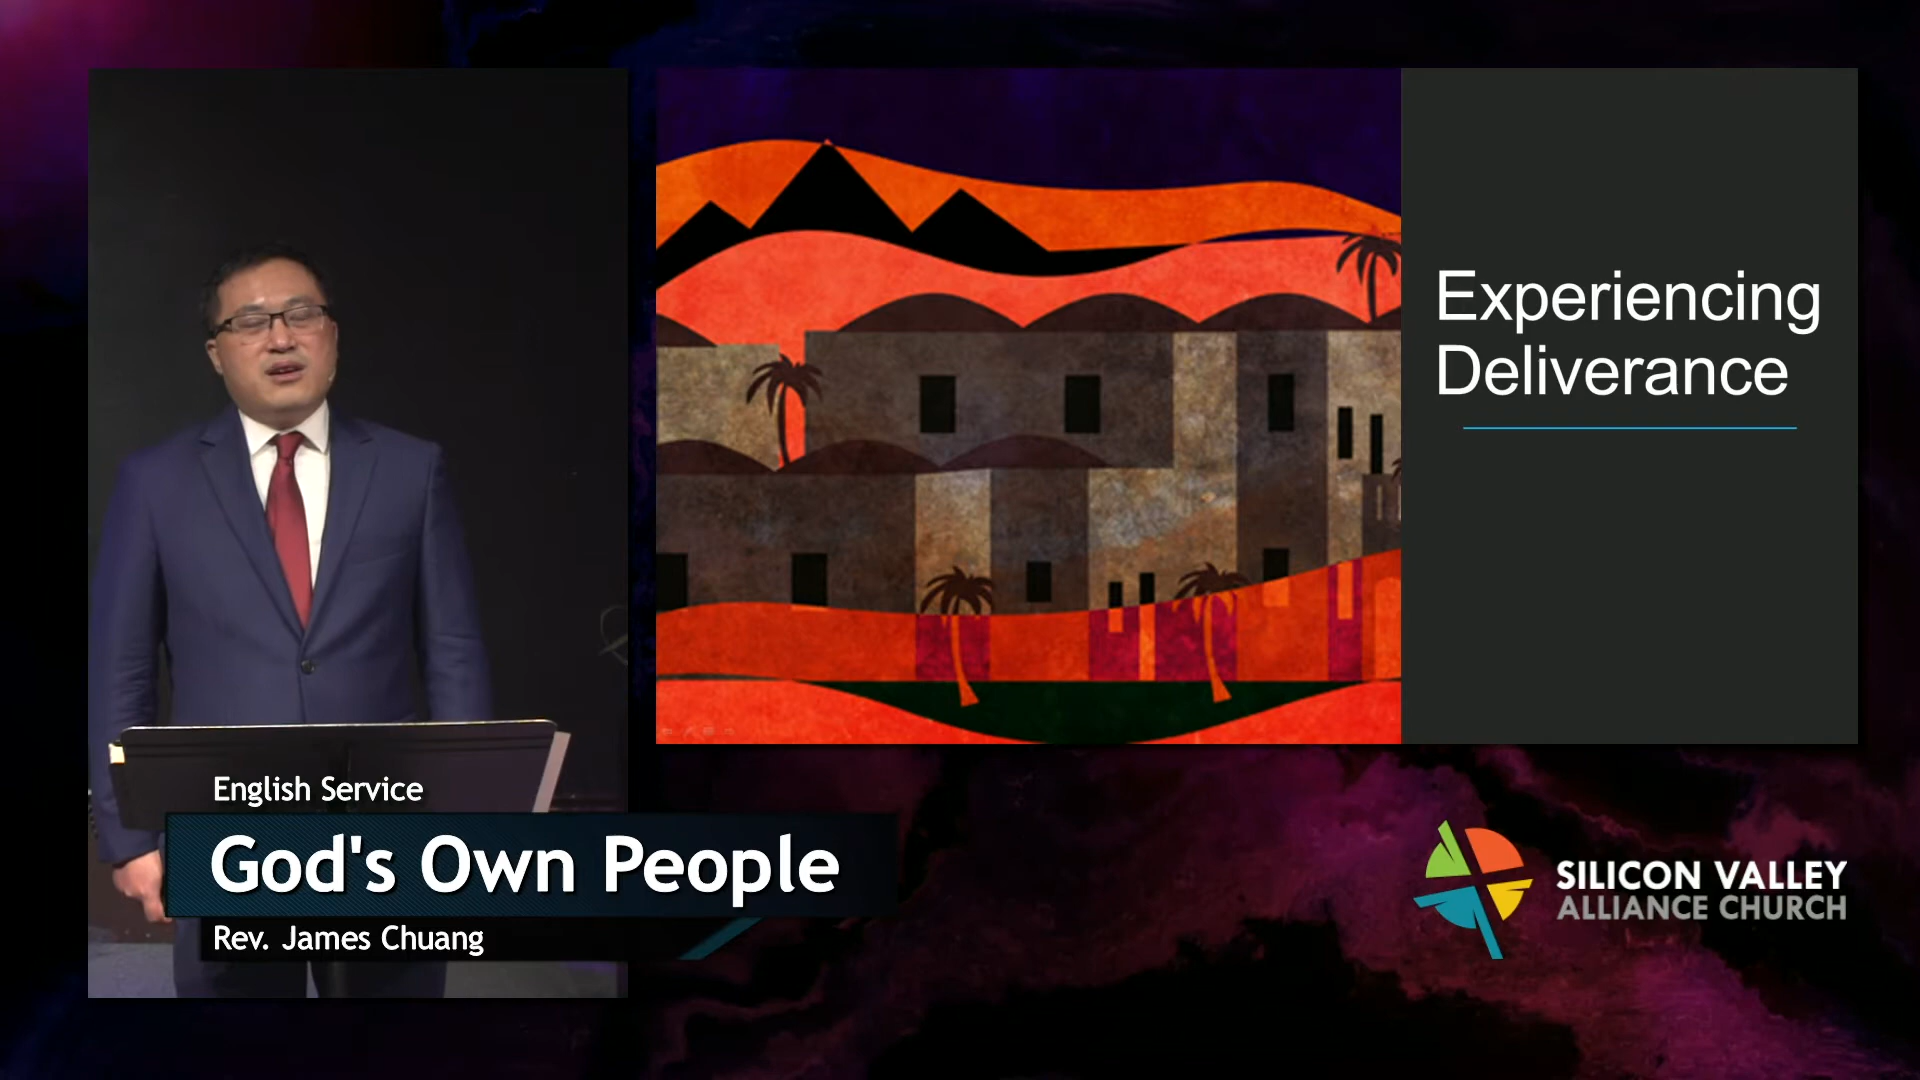 Experiencing
Deliverance
English Service
God's Own People
Rev. James Chuang
SILICON VALLEY
ALLIANCE CHURCH